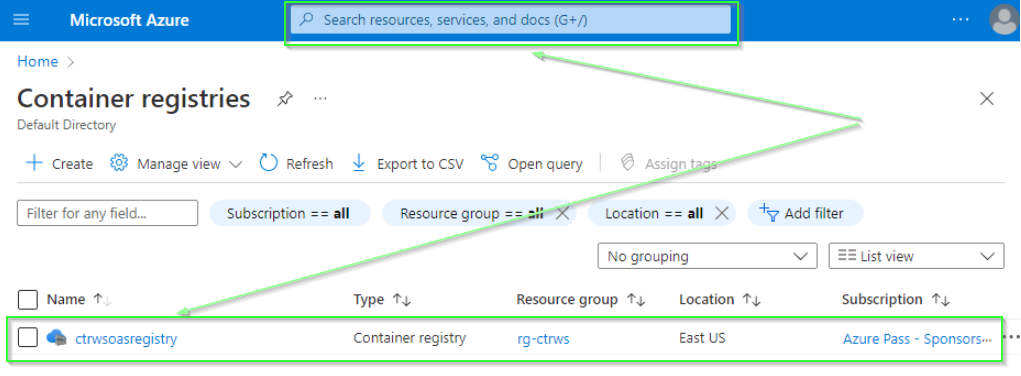 Microsoft Azure
Search resources, services, and docs (G+/)
...
Home >
Container registries
...
Default Directory
Create Manage view Refresh Export to CSV Open query Assign tags
Filter for any field... Subscription == all Resource group == all Location == all Add filter
No grouping List view
Name Type Resource group Location Subscription
ctrwsoasregistry Container registry rg-ctrws East US Azure Pass - Sponsors... ...